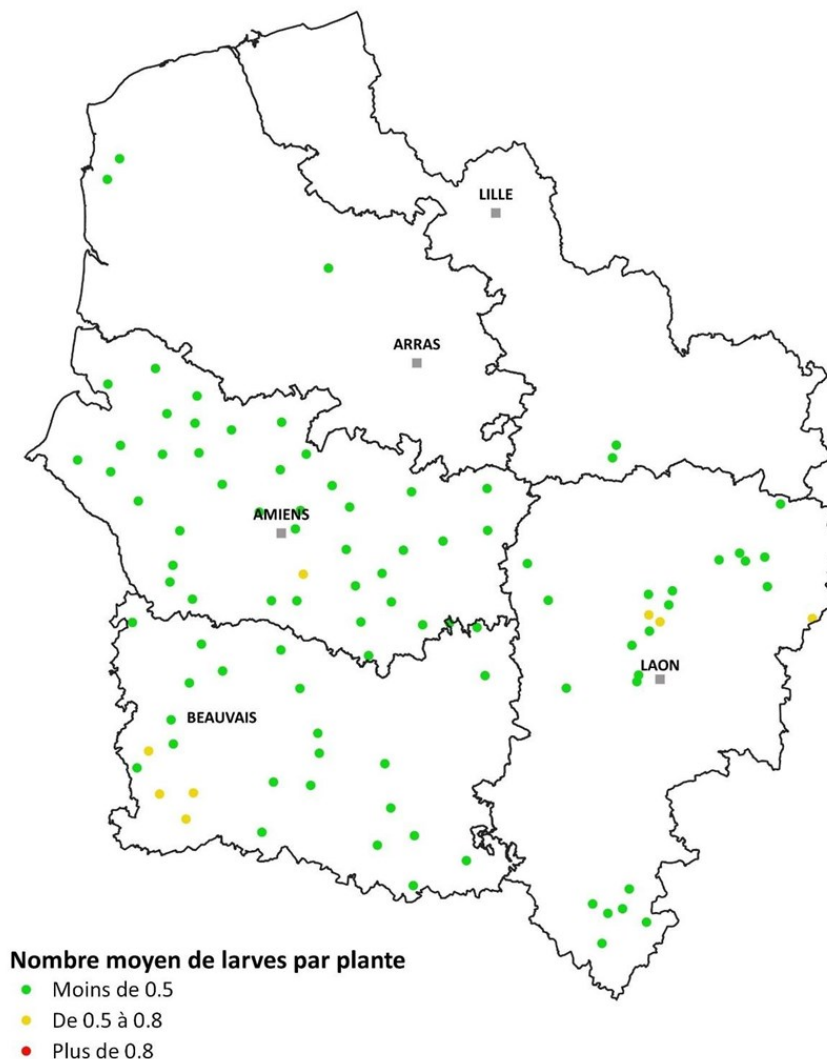 LILLE
ARRAS
AMIENS
LAON
BEAUVAIS
Nombre moyen de larves par plante
Moins de 0.5
De 0.5 à 0.8
Plus de 0.8